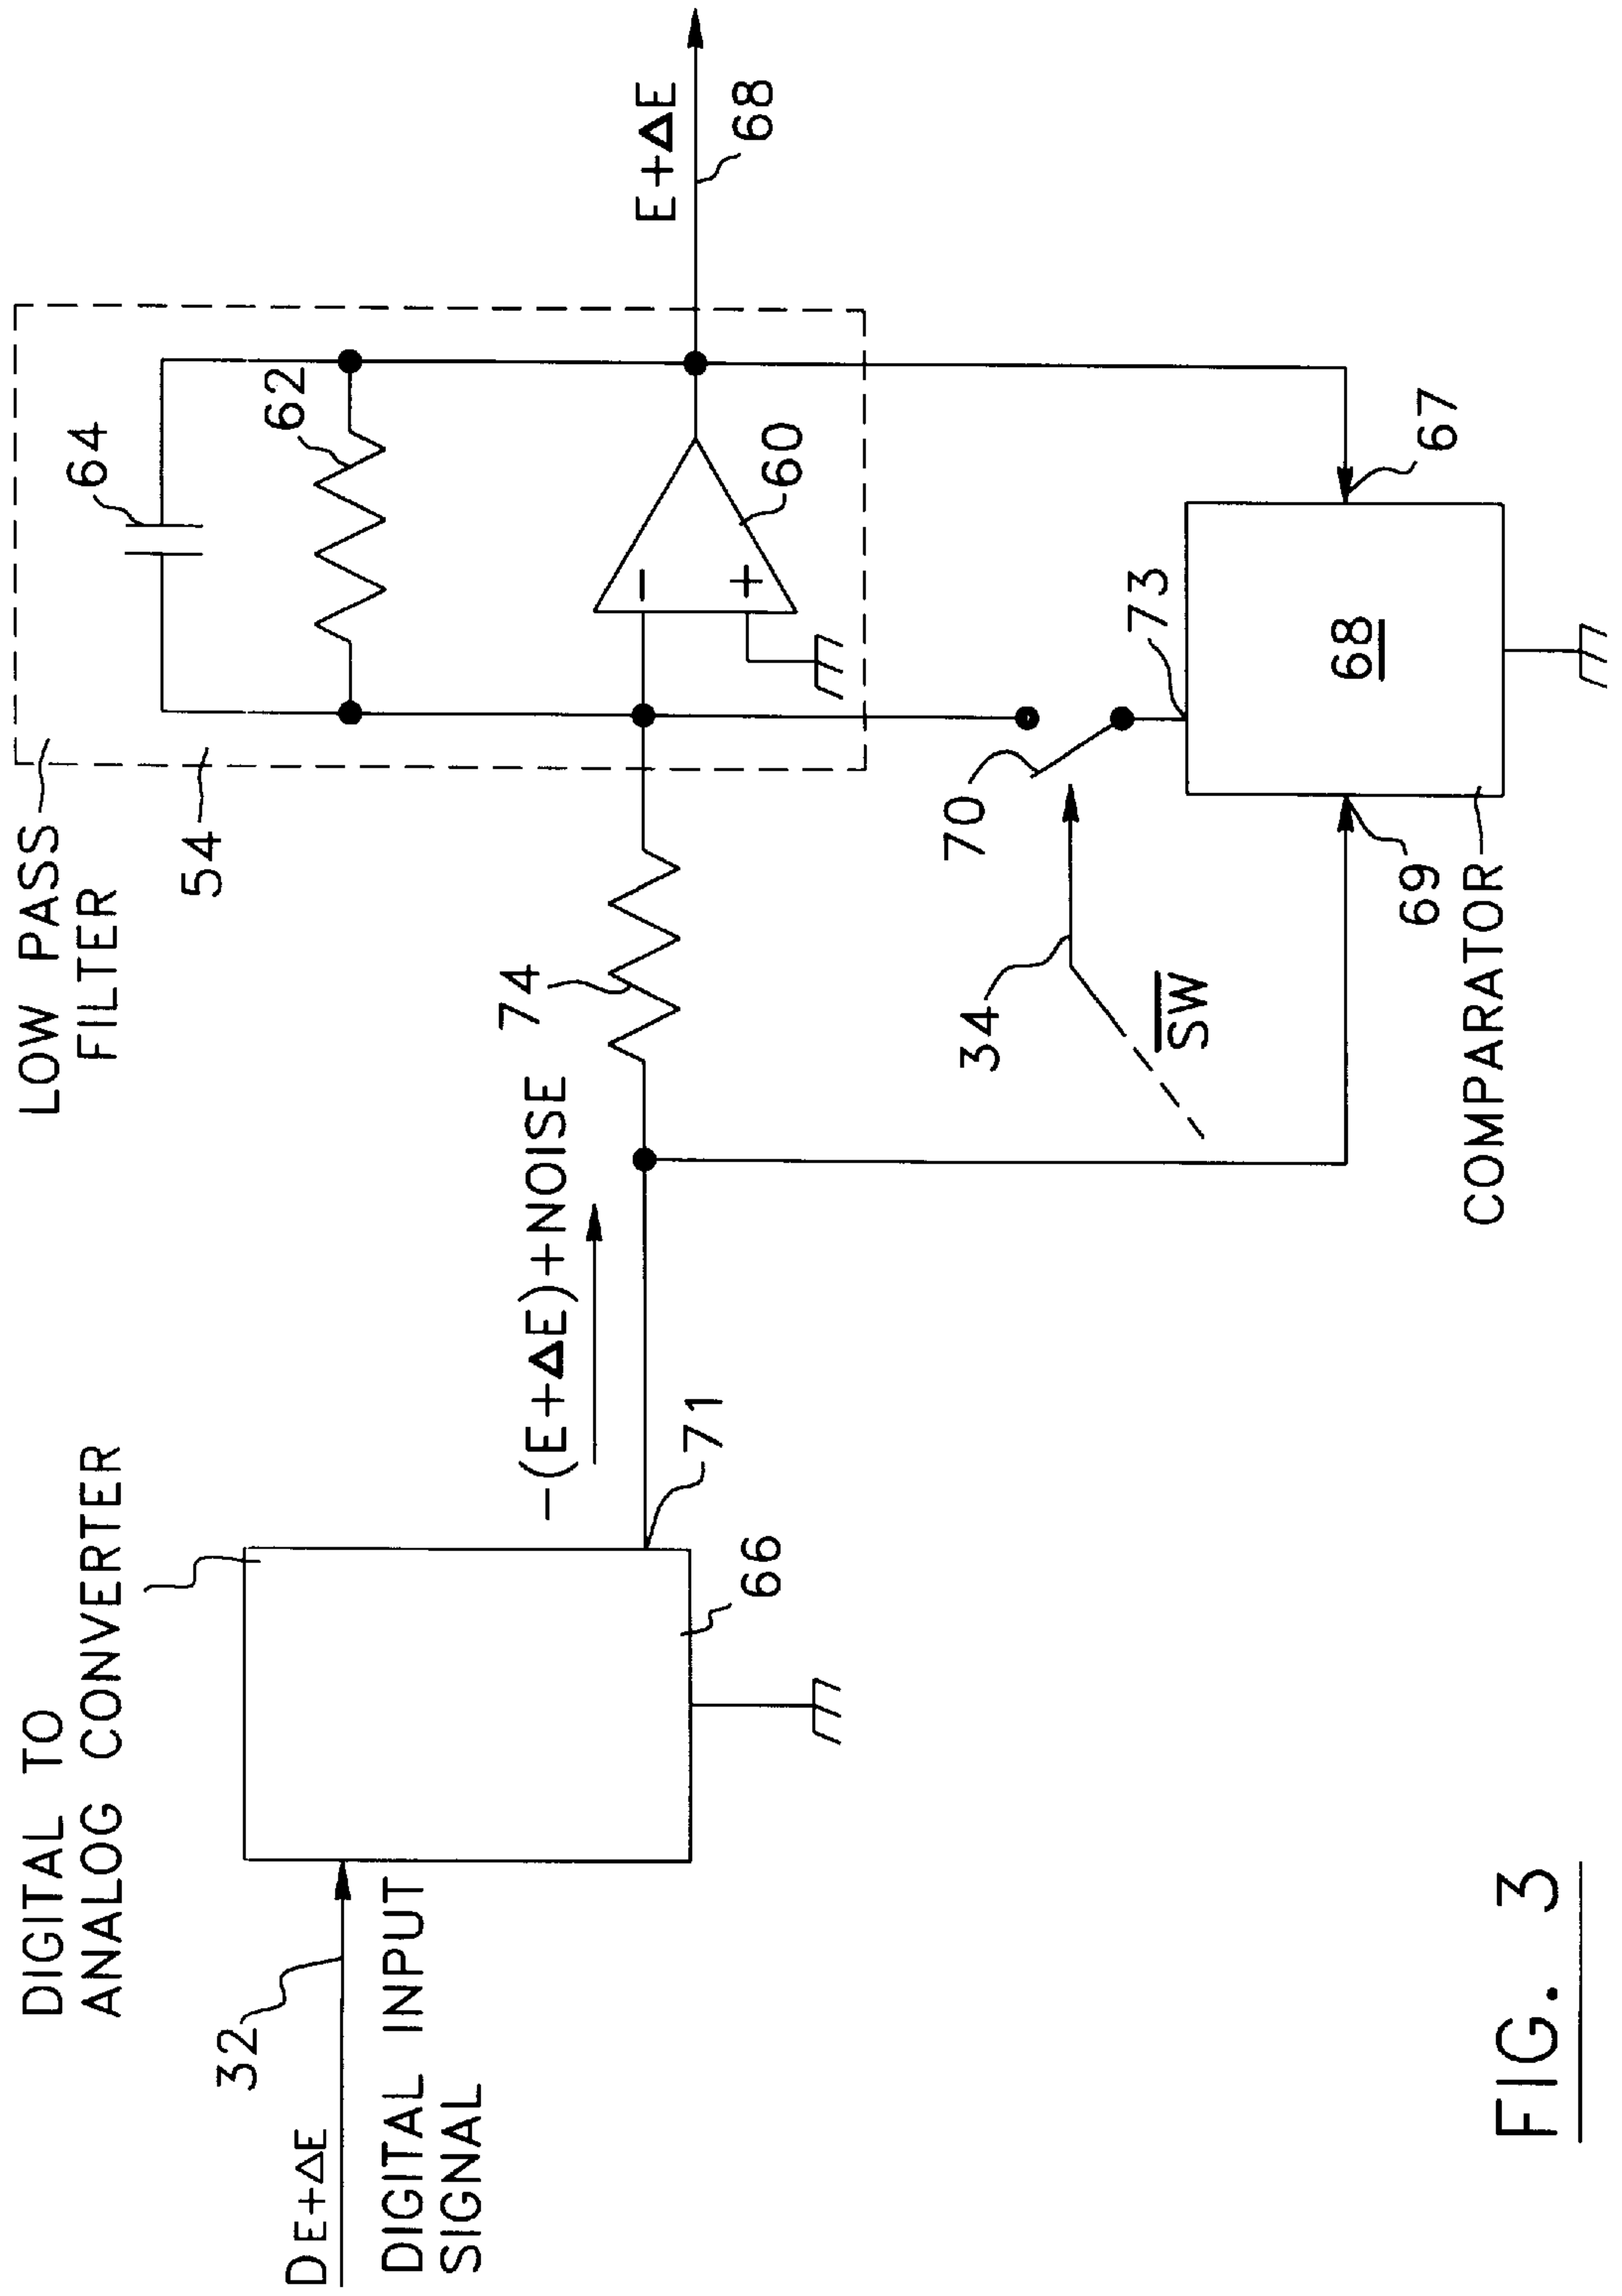 DIGITAL TO
ANALOG CONVERTER
32
DE+ΔE
DIGITAL INPUT
SIGNAL
66
71
-(E+ΔE)+NOISE
74
LOW PASS
FILTER
54
64
62
60
E+ΔE
68
70
34
SW
73
68
67
69
COMPARATOR
-
+
FIG. 3